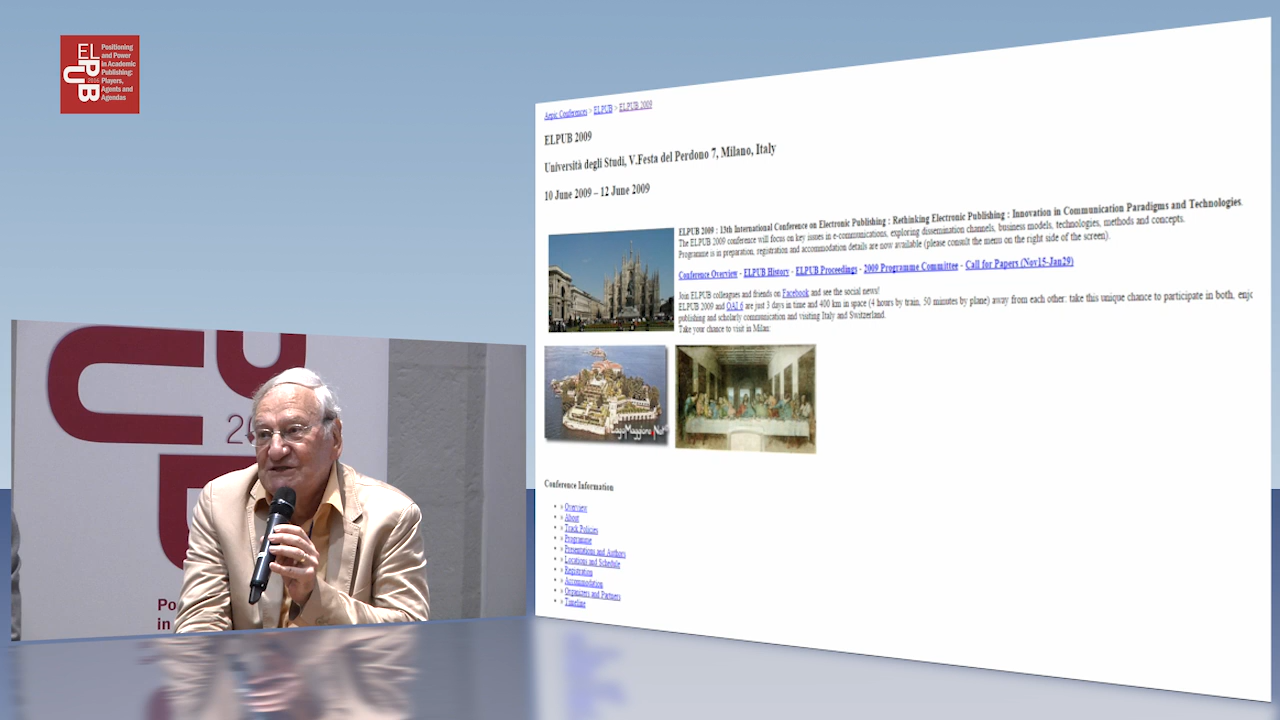 EL
PUB
2016
Positioning
and Power
in Academic
Publishing:
Players,
Agents and
Agendas
Aepic Conferences > ELPUB > ELPUB 2009
ELPUB 2009
Università degli Studi, V.Festa del Perdono 7, Milano, Italy
10 June 2009 – 12 June 2009
ELPUB 2009 : 13th International Conference on Electronic Publishing : Rethinking Electronic Publishing : Innovation in Communication Paradigms and Technologies.
The ELPUB 2009 conference will focus on key issues in e-communications, exploring dissemination channels, business models, technologies, methods and concepts.
Programme is in preparation, registration and accommodation details are now available (please consult the menu on the right side of the screen).
Conference Overview - ELPUB History - ELPUB Proceedings - 2009 Programme Committee - Call for Papers (Nov15-Jan29)
Join ELPUB colleagues and friends on Facebook and see the social news!
ELPUB 2009 and OAI 6 are just 3 days in time and 400 km in space (4 hours by train, 50 minutes by plane) away from each other: take this unique chance to participate in both, enjo
publishing and scholarly communication and visiting Italy and Switzerland.
Take your chance to visit in Milan:
LagoMaggiore.Net
Conference Information
» Overview
» About
» Track Policies
» Programme
» Presentations and Authors
» Locations and Schedule
» Registration
» Accommodation
» Organizers and Partners
» Timeline
U
2
Po
in